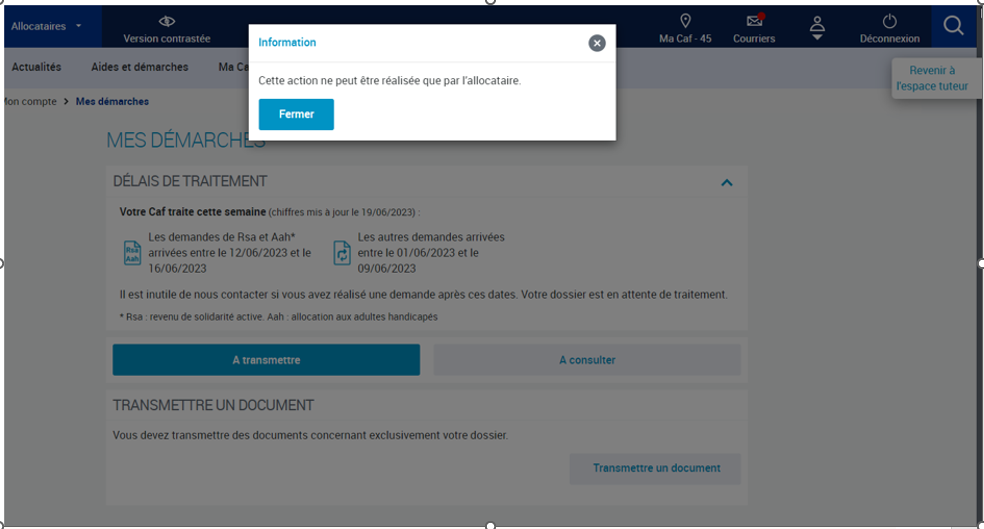 Allocataires
Version contrastée
Ma Caf - 45
Courriers
Déconnexion
Information
Cette action ne peut être réalisée que par l'allocataire.
Fermer
Actualités
Aides et démarches
Ma Ca
Revenir à
l'espace tuteur
Mon compte > Mes démarches
MES DÉMARCHES
DÉLAIS DE TRAITEMENT
Votre Caf traite cette semaine (chiffres mis à jour le 19/06/2023) :
Rsa
Aah
Les demandes de Rsa et Aah*
arrivées entre le 12/06/2023 et le
16/06/2023
Les autres demandes arrivées
entre le 01/06/2023 et le
09/06/2023
Il est inutile de nous contacter si vous avez réalisé une demande après ces dates. Votre dossier est en attente de traitement.
* Rsa : revenu de solidarité active. Aah : allocation aux adultes handicapés
A transmettre
A consulter
TRANSMETTRE UN DOCUMENT
Vous devez transmettre des documents concernant exclusivement votre dossier.
Transmettre un document